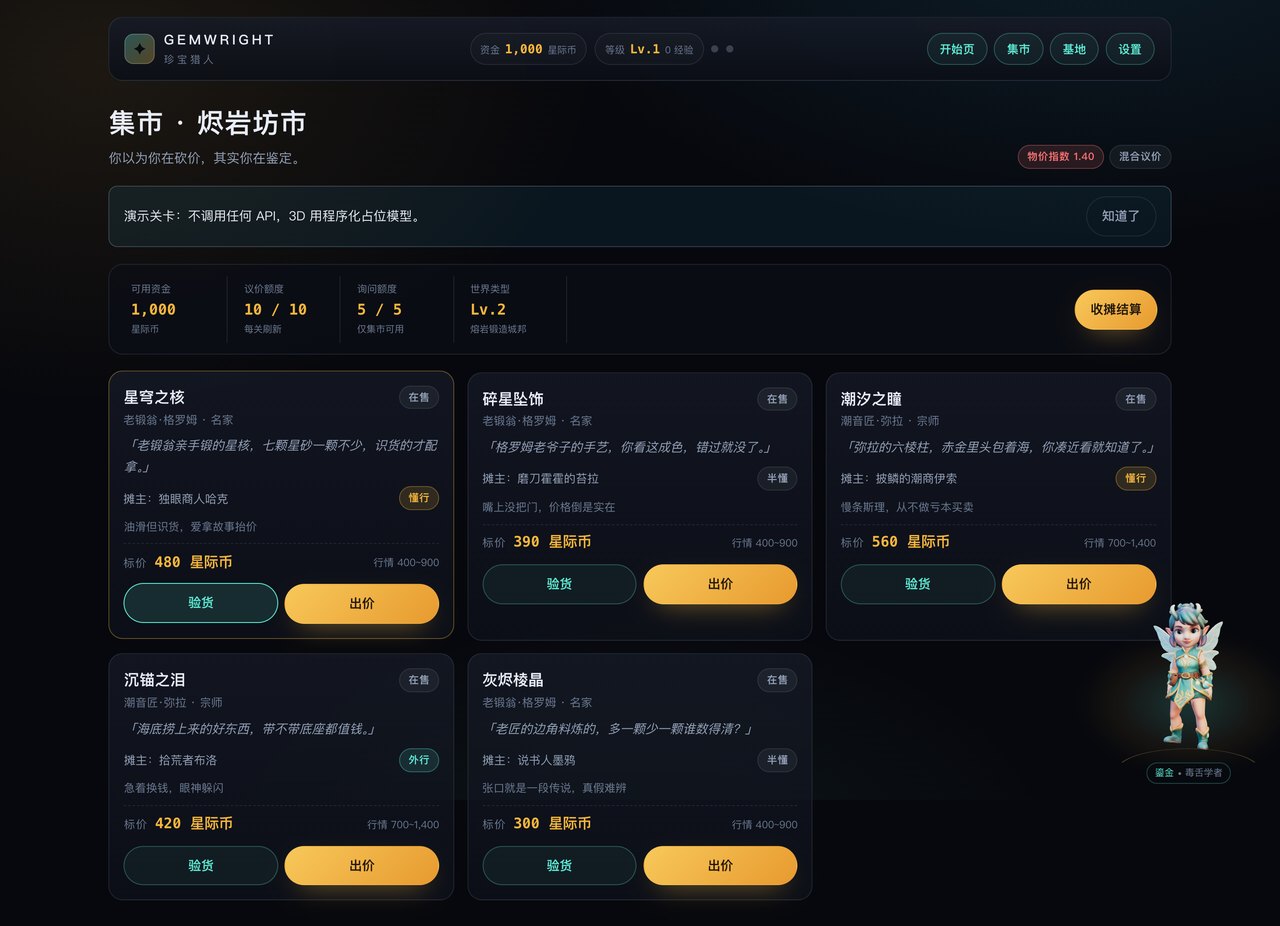 GEMWRIGHT
珍宝猎人
资金 1,000 星际币
等级 Lv.1 0 经验
开始页
集市
基地
设置
集市 · 烬岩坊市
你以为你在砍价，其实你在鉴定。
物价指数 1.40
混合议价
演示关卡：不调用任何 API，3D 用程序化占位模型。
知道了
可用资金
1,000
星际币
议价额度
10 / 10
每关刷新
询问额度
5 / 5
仅集市可用
世界类型
Lv.2
熔岩锻造城邦
收摊结算
星穹之核
在售
老锻翁·格罗姆 · 名家
「老锻翁亲手锻的星核，七颗星砂一颗不少，识货的才配
拿。」
摊主：独眼商人哈克
懂行
油滑但识货，爱拿故事抬价
标价 480 星际币
行情 400~900
验货
出价
碎星坠饰
在售
老锻翁·格罗姆 · 名家
「格罗姆老爷子的手艺，你看这成色，错过就没了。」
摊主：磨刀霍霍的苔拉
半懂
嘴上没把门，价格倒是实在
标价 390 星际币
行情 400~900
验货
出价
潮汐之瞳
在售
潮音匠·弥拉 · 宗师
「弥拉的六棱柱，赤金里头包着海，你凑近看就知道了。」
摊主：披鳞的潮商伊索
懂行
慢条斯理，从不做亏本买卖
标价 560 星际币
行情 700~1,400
验货
出价
沉锚之泪
在售
潮音匠·弥拉 · 宗师
「海底捞上来的好东西，带不带底座都值钱。」
摊主：拾荒者布洛
外行
急着换钱，眼神躲闪
标价 420 星际币
行情 700~1,400
验货
出价
灰烬棱晶
在售
老锻翁·格罗姆 · 名家
「老匠的边角料炼的，多一颗少一颗谁数得清？」
摊主：说书人墨鸦
半懂
张口就是一段传说，真假难辨
标价 300 星际币
行情 400~900
验货
出价
鎏金 • 毒舌学者